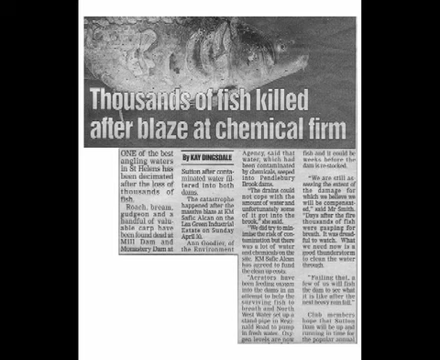 Thousands of fish killed
after blaze at chemical firm
ONE of the best
angling waters
in St Helens has
been decimated
after the loss of
thousands of
fish.
Roach, bream,
gudgeon and a
handful of valu-
able carp have
been found dead at
Mill Dam and
Monastery Dam at
By KAY DINGSDALE
Sutton after conta-
minated water fil-
tered into both
dams.
The catastrophe
happened after the
massive blaze at KM
Safic Alcan on the
Lea Green Industrial
Estate on Sunday
April
Ann Goodier, of
the Environment
Agency, said that
water, which had
been contaminated
by chemicals, seeped
into Pendlebury
Brook dams.
"The drains could
not cope with the
amount of water and
unfortunately some
of it got into the
brook," she said.
"We did try to min-
imise the risk of con-
tamination but there
was a lot of water
and chemicals on the
site. KM Safic Alcan
has agreed to fund
the clean up costs.
"Aerators have
been feeding oxygen
into the dams in an
attempt to help the
surviving fish to
breath and North
West Water set up a
stand pipe in Regi-
nald Road to pump
in fresh water. Oxy-
gen levels are now
fish and it could be
weeks before the
dam is re-stocked.
"We are still as-
sessing the extent of the
damage for which
we believe we
will be compensat-
ed," said Mr Smith.
"Days after the fire
thousands of fish
were gasping for
breath. It was dread-
ful to watch. What
we need now is a
good thunderstorm
to clean the water
through.
"Failing that, a
few of us will fish
the dam to see what
it is like after the
next heavy rain fall."
Club members
hope that Sutton
will be up and
running in time for
the popular annual